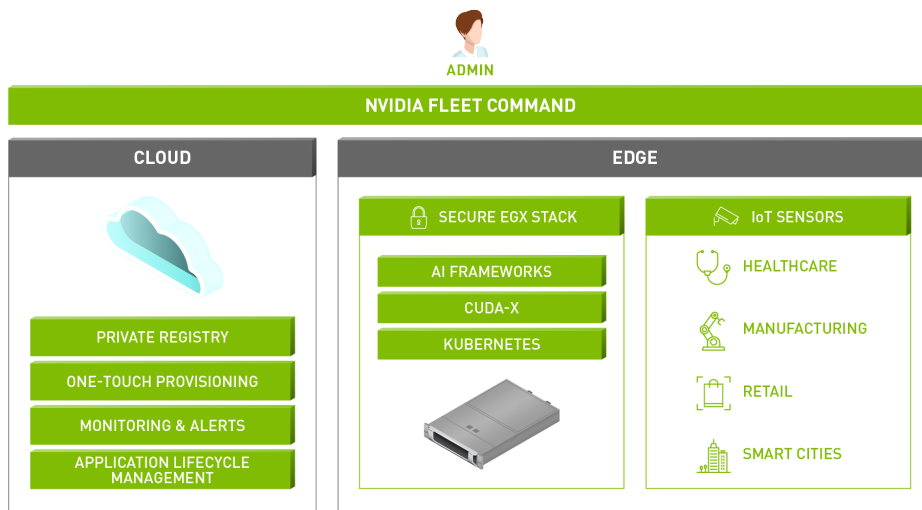 ADMIN
NVIDIA FLEET COMMAND
CLOUD
PRIVATE REGISTRY
ONE-TOUCH PROVISIONING
MONITORING & ALERTS
APPLICATION LIFECYCLE
MANAGEMENT
EDGE
SECURE EGX STACK
AI FRAMEWORKS
CUDA-X
KUBERNETES
IoT SENSORS
HEALTHCARE
MANUFACTURING
RETAIL
SMART CITIES